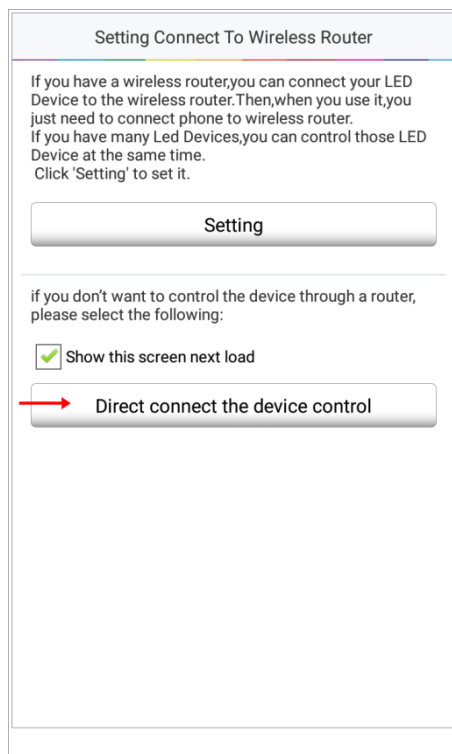 Setting Connect To Wireless Router
If you have a wireless router,you can connect your LED
Device to the wireless router.Then,when you use it,you
just need to connect phone to wireless router.
If you have many Led Devices,you can control those LED
Device at the same time.
Click 'Setting' to set it.
Setting
if you don't want to control the device through a router,
please select the following:
Show this screen next load
Direct connect the device control